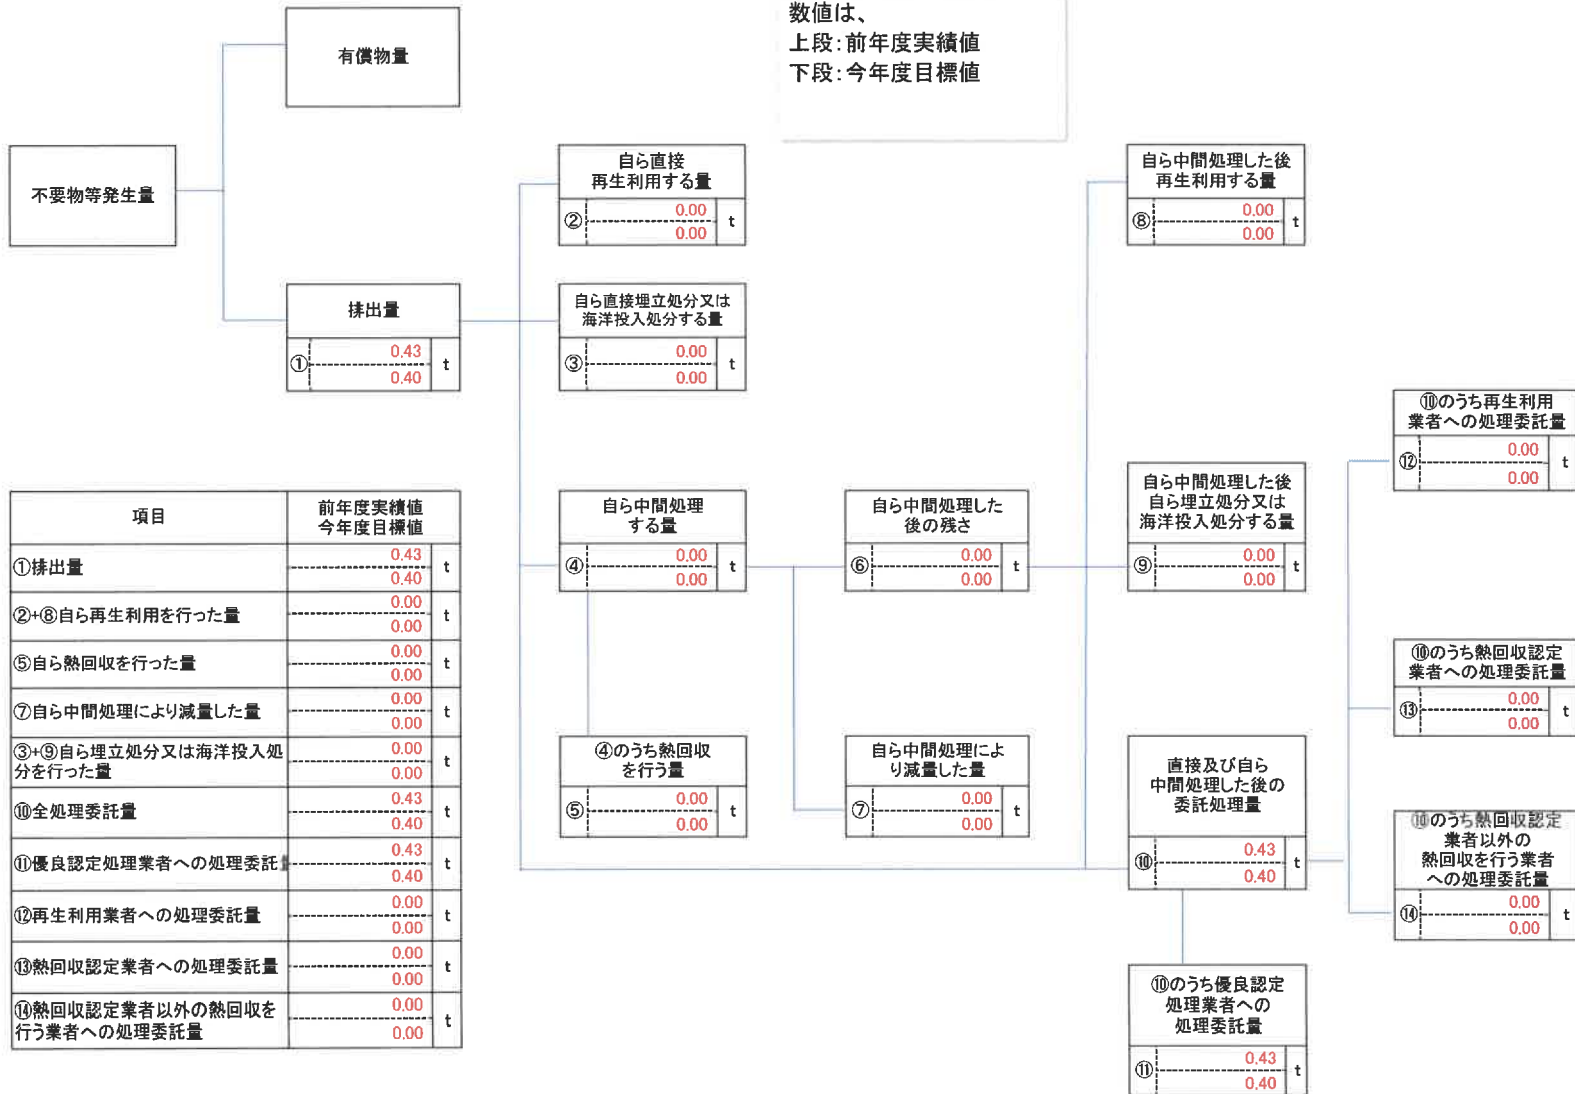 数値は、
上段:前年度実績値
下段:今年度目標値
有償物量
不要物等発生量
排出量
①
0.43
0.40
t
自ら直接
再生利用する量
②
0.00
0.00
t
自ら直接埋立処分又は
海洋投入処分する量
③
0.00
0.00
t
自ら中間処理
する量
④
0.00
0.00
t
④のうち熱回収
を行う量
⑤
0.00
0.00
t
自ら中間処理した
後の残さ
⑥
0.00
0.00
t
自ら中間処理によ
り減量した量
⑦
0.00
0.00
t
自ら中間処理した後
再生利用する量
⑧
0.00
0.00
t
自ら中間処理した後
自ら埋立処分又は
海洋投入処分する量
⑨
0.00
0.00
t
直接及び自ら
中間処理した後の
委託処理量
⑩
0.43
0.40
t
⑩のうち優良認定
処理業者への
処理委託量
⑪
0.43
0.40
t
⑩のうち再生利用
業者への処理委託量
⑫
0.00
0.00
t
⑩のうち熱回収認定
業者への処理委託量
⑬
0.00
0.00
t
⑩のうち熱回収認定
業者以外の
熱回収を行う業者
への処理委託量
⑭
0.00
0.00
t
項目
前年度実績値
今年度目標値
①排出量
0.43
0.40
t
②+⑧自ら再生利用を行った量
0.00
0.00
t
⑤自ら熱回収を行った量
0.00
0.00
t
⑦自ら中間処理により減量した量
0.00
0.00
t
③+⑨自ら埋立処分又は海洋投入処
分を行った量
0.00
0.00
t
⑩全処理委託量
0.43
0.40
t
⑪優良認定処理業者への処理委託
0.43
0.40
t
⑫再生利用業者への処理委託量
0.00
0.00
t
⑬熱回収認定業者への処理委託量
0.00
0.00
t
⑭熱回収認定業者以外の熱回収を
行う業者への処理委託量
0.00
0.00
t